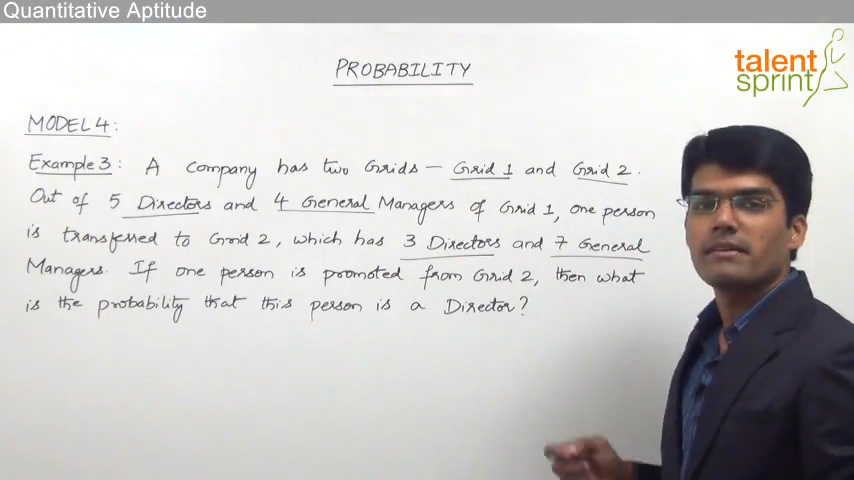 Quantitative Aptitude
talent
sprint
PROBABILITY
MODEL 4:
Example 3: A company has two Grids - Grid 1 and Grid 2.
Out of 5 Directors and 4 General Managers of Grid 1, one person
is transferred to Grid 2, which has 3 Directors and 7 General
Managers. If one person is promoted from Grid 2, then what
is the probability that this person is a Director?